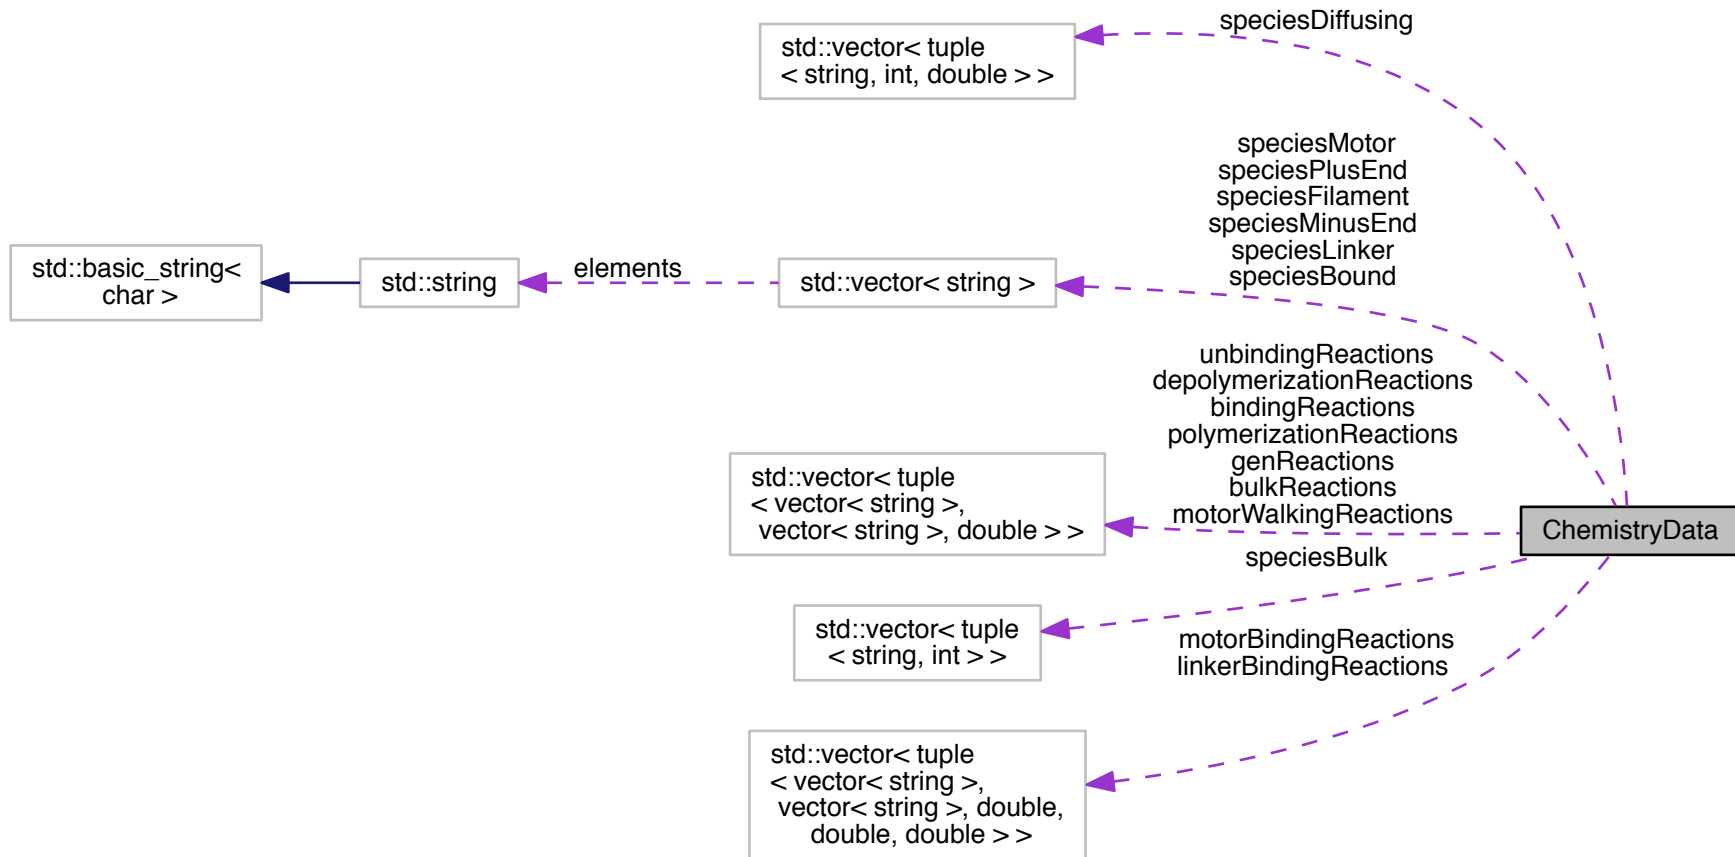 speciesDiffusing
std::vector< tuple
< string, int, double > >
speciesMotor
speciesPlusEnd
speciesFilament
speciesMinusEnd
speciesLinker
speciesBound
std::basic_string<
char >
std::string
elements
std::vector< string >
unbindingReactions
depolymerizationReactions
bindingReactions
polymerizationReactions
genReactions
bulkReactions
motorWalkingReactions
std::vector< tuple
< vector< string >,
vector< string >, double > >
ChemistryData
speciesBulk
std::vector< tuple
< string, int > >
motorBindingReactions
linkerBindingReactions
std::vector< tuple
< vector< string >,
vector< string >, double,
double, double > >